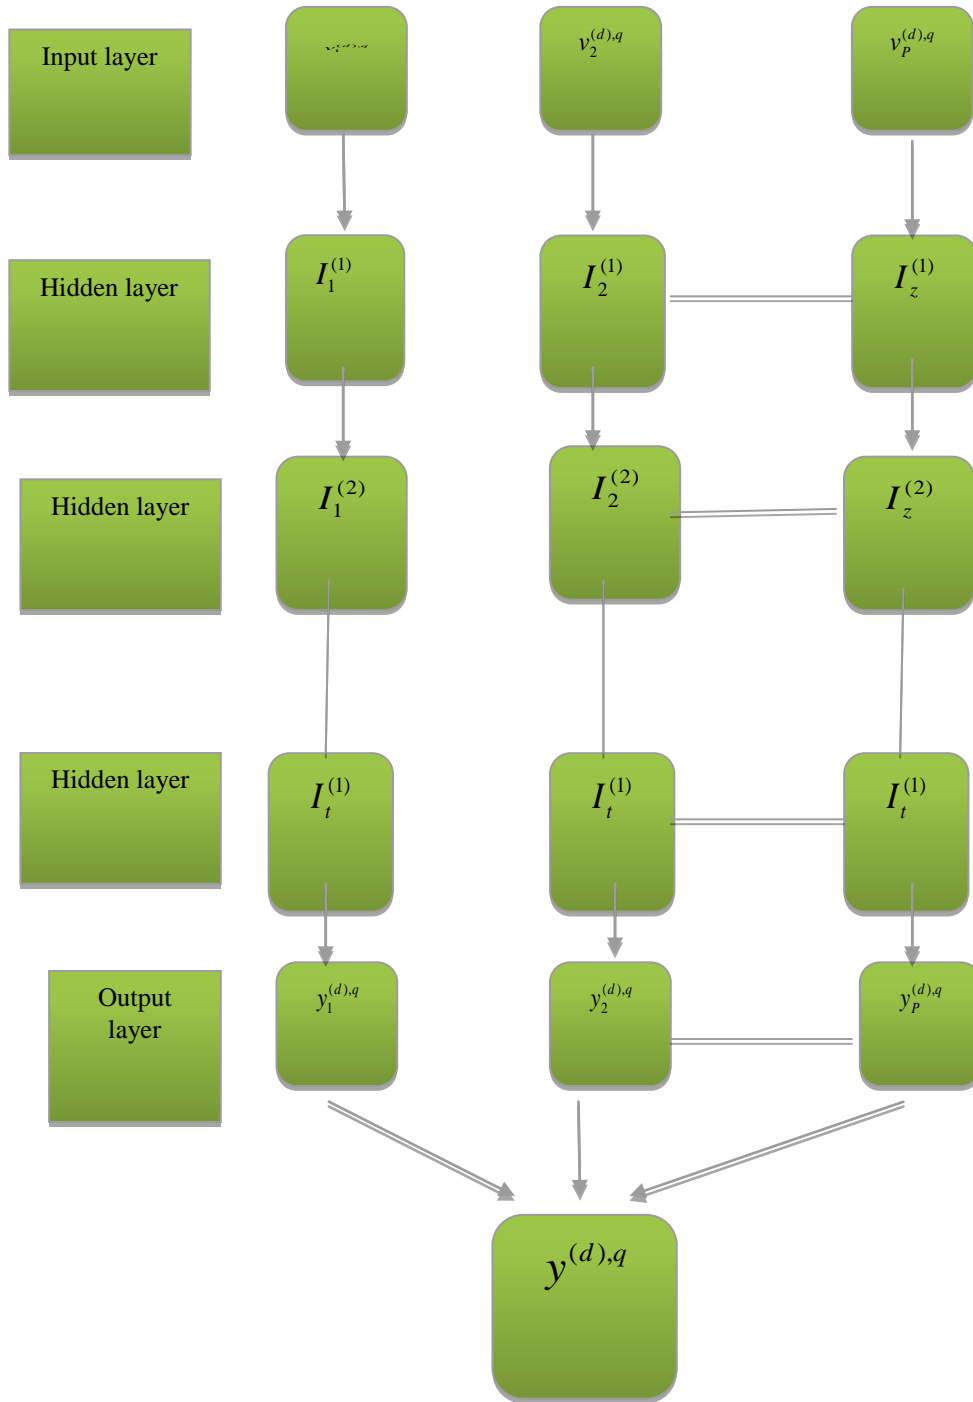 Input layer
v_2^{(d),q}
v_P^{(d),q}
Hidden layer
I_1^{(1)}
I_2^{(1)}
I_z^{(1)}
Hidden layer
I_1^{(2)}
I_2^{(2)}
I_z^{(2)}
Hidden layer
I_t^{(1)}
I_t^{(1)}
I_t^{(1)}
Output
layer
y_1^{(d),q}
y_2^{(d),q}
y_P^{(d),q}
y^{(d),q}